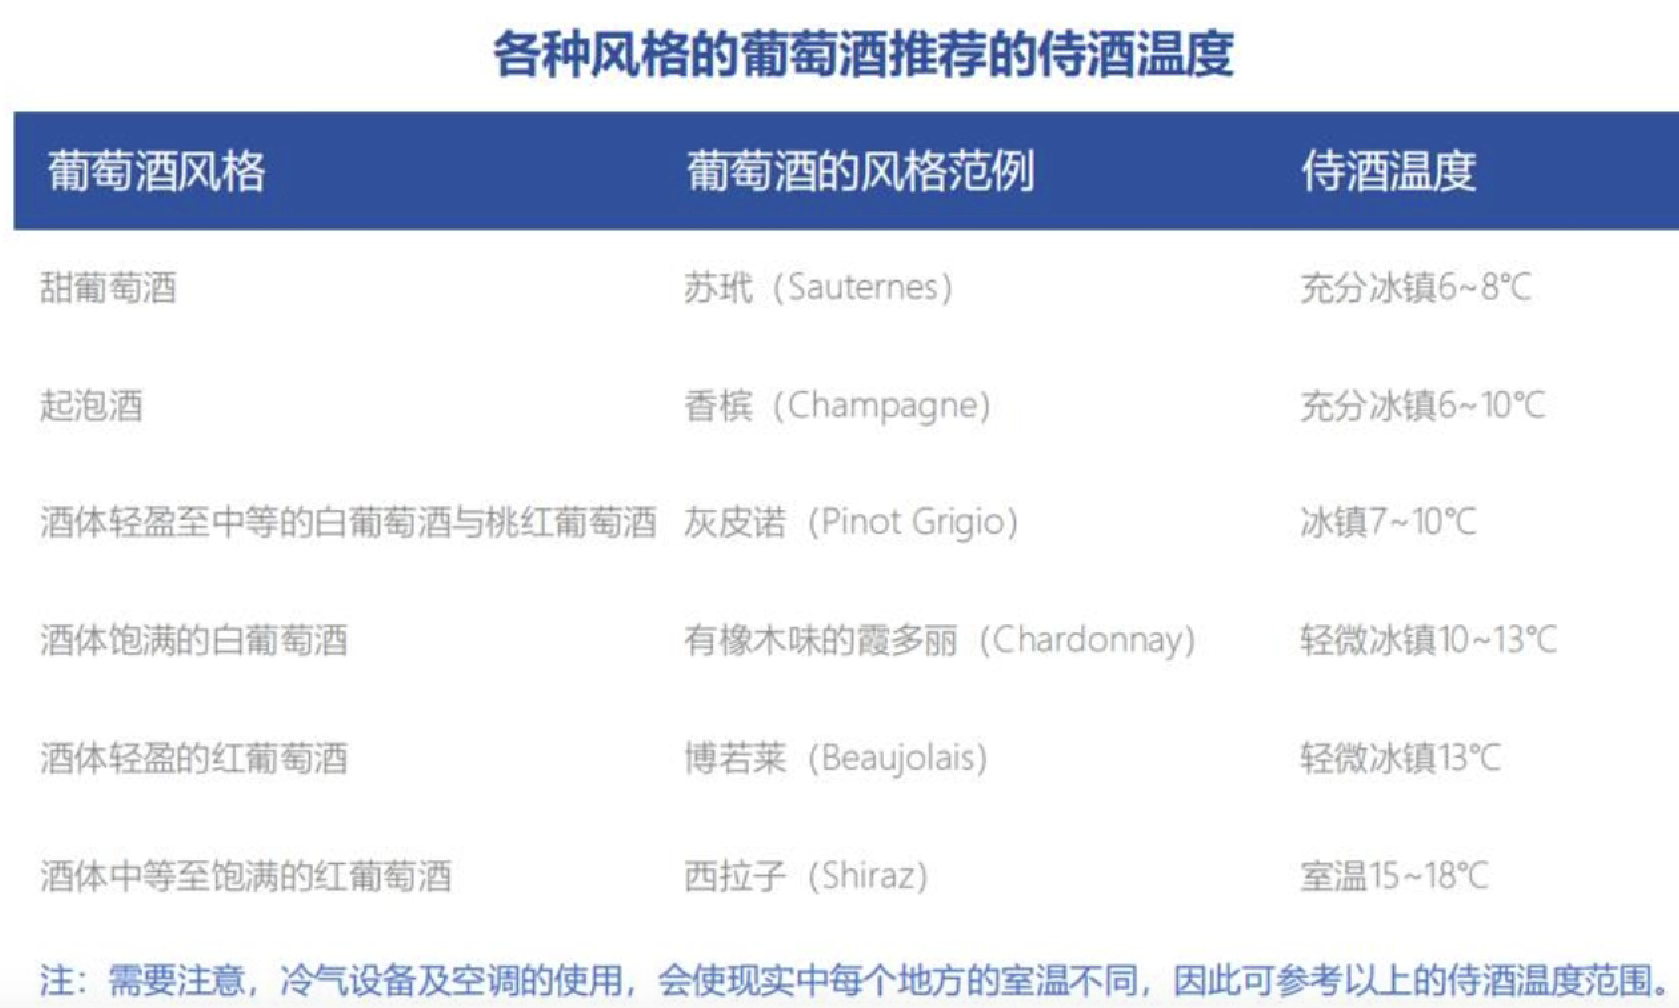 各种风格的葡萄酒推荐的侍酒温度
葡萄酒风格 葡萄酒的风格范例 侍酒温度
甜葡萄酒 苏玳（Sauternes） 充分冰镇6~8°C
起泡酒 香槟（Champagne） 充分冰镇6~10°C
酒体轻盈至中等的白葡萄酒与桃红葡萄酒 灰皮诺（Pinot Grigio） 冰镇7~10°C
酒体饱满的白葡萄酒 有橡木味的霞多丽（Chardonnay） 轻微冰镇10~13°C
酒体轻盈的红葡萄酒 博若莱（Beaujolais） 轻微冰镇13°C
酒体中等至饱满的红葡萄酒 西拉子（Shiraz） 室温15~18°C
注：需要注意，冷气设备及空调的使用，会使现实中每个地方的室温不同，因此可参考以上的侍酒温度范围。